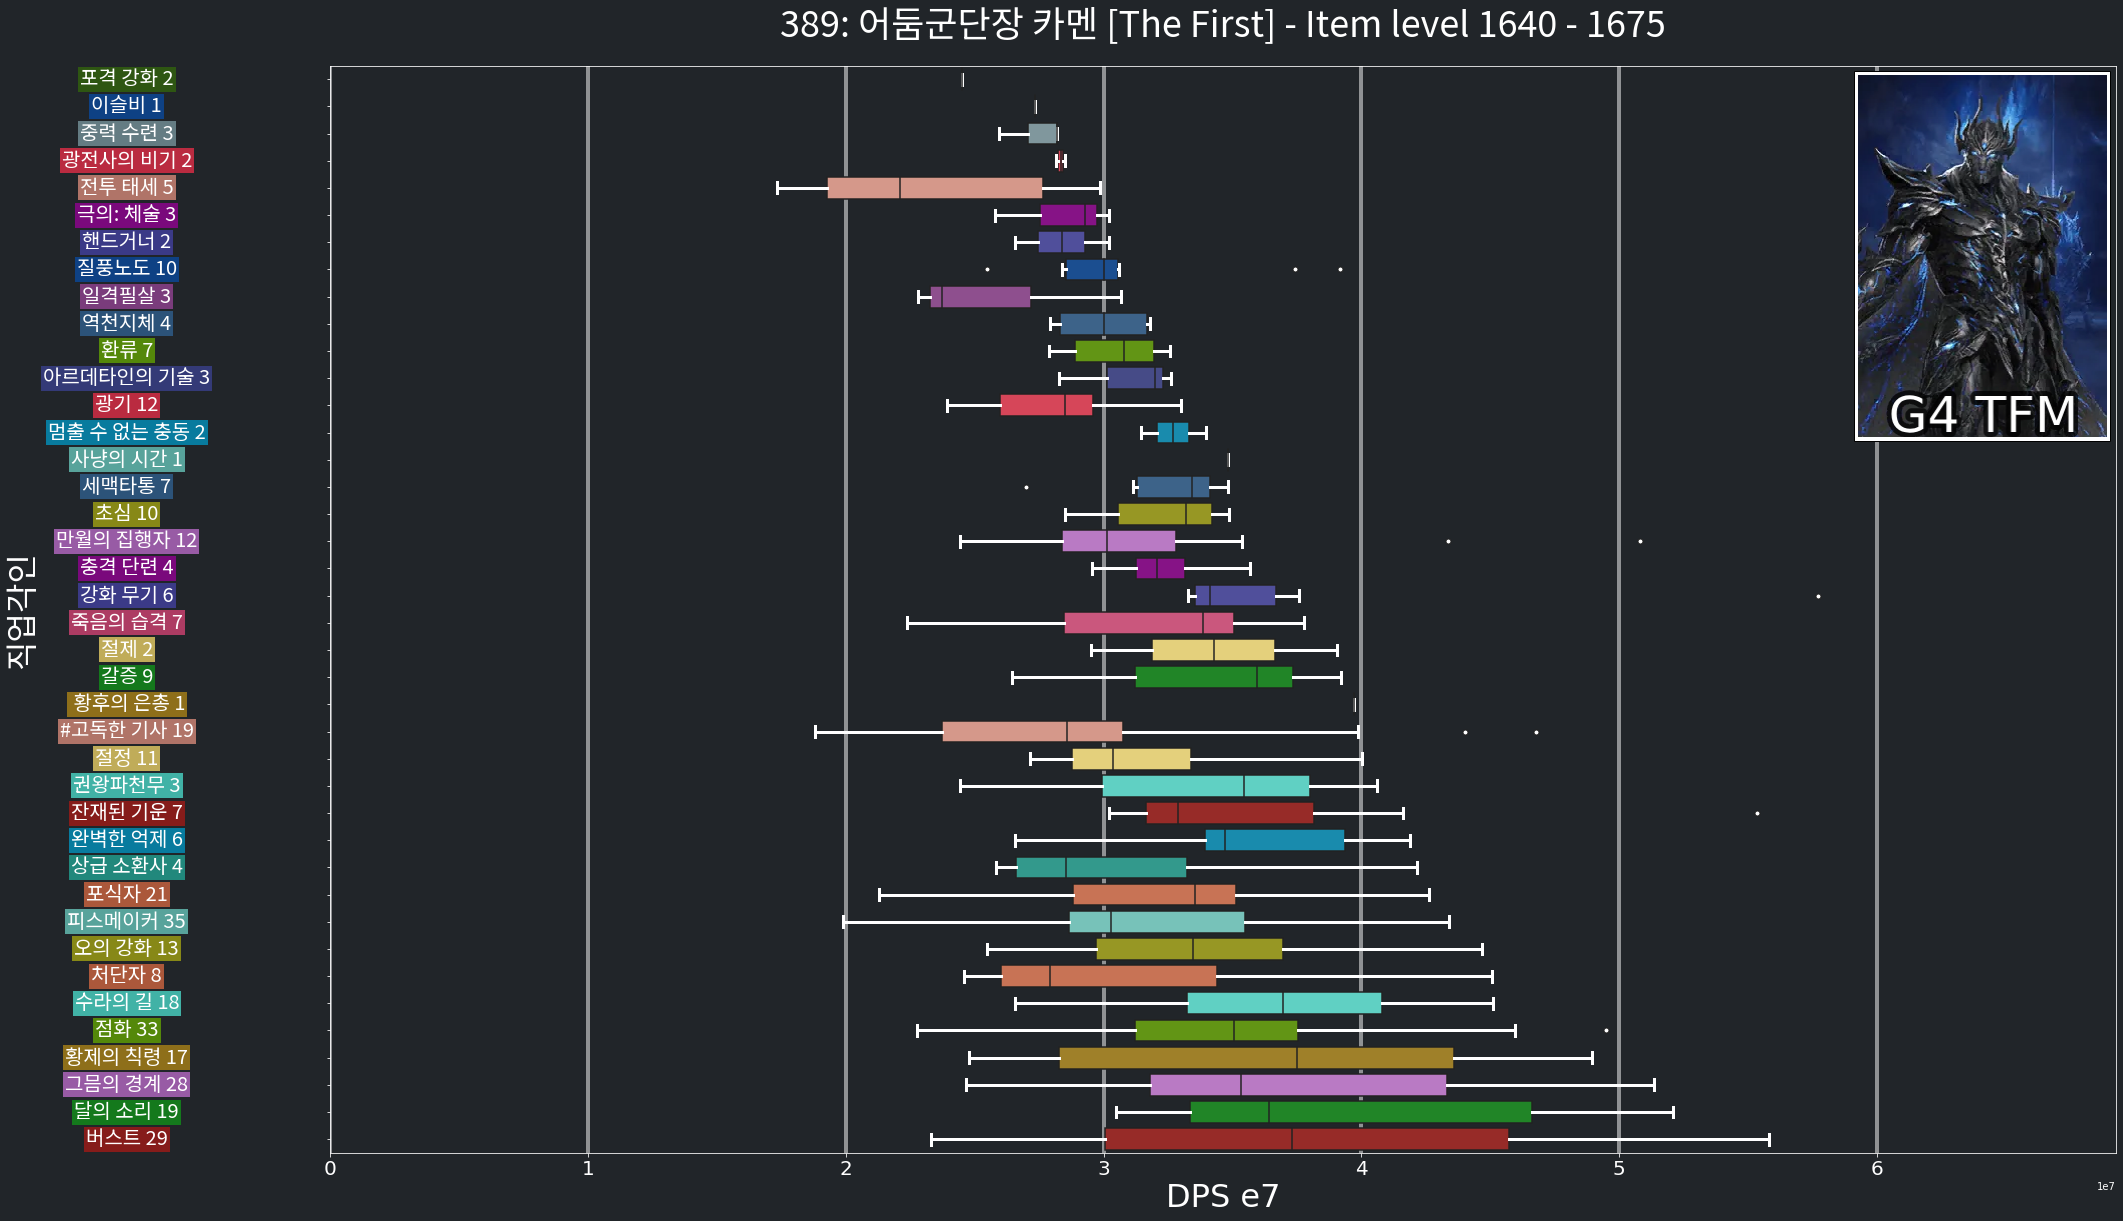 389: 어둠군단장 카멘 [The First] - Item level 1640 - 1675
포격 강화 2
이슬비 1
중력 수련 3
광전사의 비기 2
전투 태세 5
극의: 체술 3
핸드거너 2
질풍노도 10
일격필살 3
역천지체 4
환류 7
아르데타인의 기술 3
광기 12
멈출 수 없는 충동 2
사냥의 시간 1
세맥타통 7
초심 10
만월의 집행자 12
충격 단련 4
강화 무기 6
죽음의 습격 7
절제 2
갈증 9
황후의 은총 1
#고독한 기사 19
절정 11
권왕파천무 3
잔재된 기운 7
완벽한 억제 6
상급 소환사 4
포식자 21
피스메이커 35
오의 강화 13
처단자 8
수라의 길 18
점화 33
황제의 칙령 17
그믐의 경계 28
달의 소리 19
버스트 29
직업각인
G4 TFM
0 1 2 3 4 5 6
1e7
DPS e7